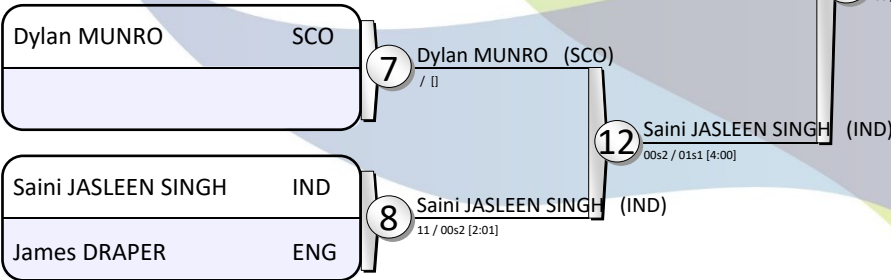 Dylan MUNRO SCO
7
Dylan MUNRO (SCO)
/ []
12
Saini JASLEEN SINGH (IND)
00s2 / 01s1 [4:00]
Saini JASLEEN SINGH IND
8
Saini JASLEEN SINGH (IND)
11 / 00s2 [2:01]
James DRAPER ENG